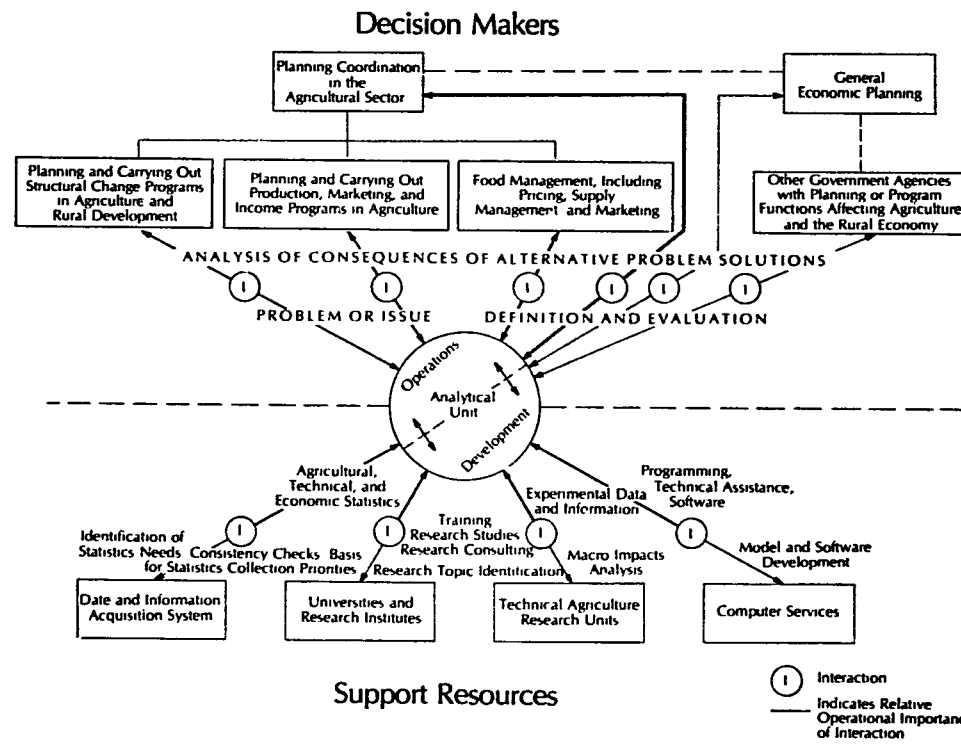 Decision Makers
Planning Coordination
in the
Agricultural Sector
General
Economic Planning
Planning and Carrying Out
Structural Change Programs
in Agriculture and
Rural Development
Planning and Carrying Out
Production, Marketing, and
Income Programs in Agriculture
Food Management, Including
Pricing, Supply
Management and Marketing
Other Government Agencies
with Planning or Program
Functions Affecting Agriculture
and the Rural Economy
ANALYSIS OF CONSEQUENCES OF ALTERNATIVE PROBLEM SOLUTIONS
I
I
I
I
I
I
PROBLEM OR ISSUE DEFINITION AND EVALUATION
Operations
Analytical
Unit
Development
Agricultural,
Technical, and
Economic Statistics
Experimental Data
and Information
Programming,
Technical Assistance,
Software
I
I
I
I
Identification of
Statistics Needs Consistency Checks Basis
for Statistics Collection Priorities
Training
Research Studies
Research Consulting
Research Topic Identification
Macro Impacts
Analysis
Model and Software
Development
Date and Information
Acquisition System
Universities and
Research Institutes
Technical Agriculture
Research Units
Computer Services
Support Resources
I
Interaction
Indicates Relative
Operational Importan
of Interaction